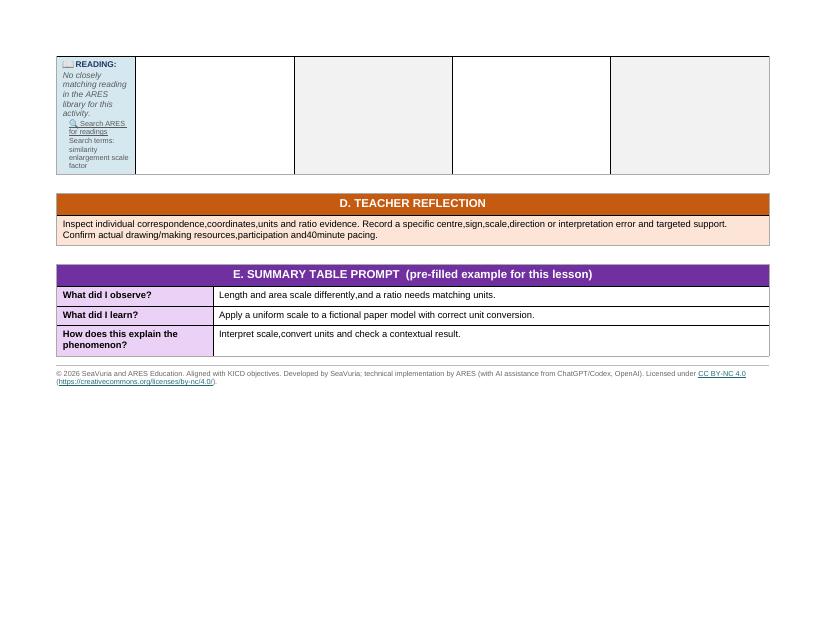 📖 READING:
No closely
matching reading
in the ARES
library for this
activity.
🔍 Search ARES
for readings
Search terms:
similarity
enlargement scale
factor
D. TEACHER REFLECTION
Inspect individual correspondence,coordinates,units and ratio evidence. Record a specific centre,sign,scale,direction or interpretation error and targeted support.
Confirm actual drawing/making resources,participation and40minute pacing.
E. SUMMARY TABLE PROMPT  (pre-filled example for this lesson)
What did I observe? Length and area scale differently,and a ratio needs matching units.
What did I learn? Apply a uniform scale to a fictional paper model with correct unit conversion.
How does this explain the Interpret scale,convert units and check a contextual result.
phenomenon?
© 2026 SeaVuria and ARES Education. Aligned with KICD objectives. Developed by SeaVuria; technical implementation by ARES (with AI assistance from ChatGPT/Codex, OpenAI). Licensed under CC BY-NC 4.0
(https://creativecommons.org/licenses/by-nc/4.0/).